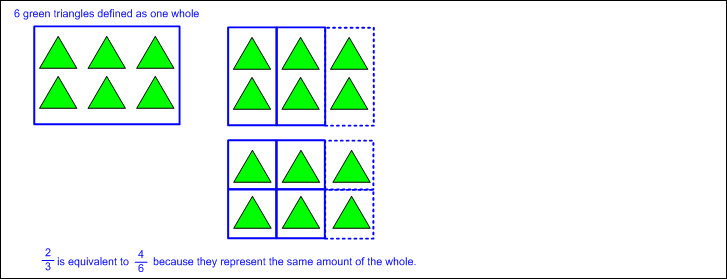 6 green triangles defined as one whole
2/3 is equivalent to 4/6 because they represent the same amount of the whole.